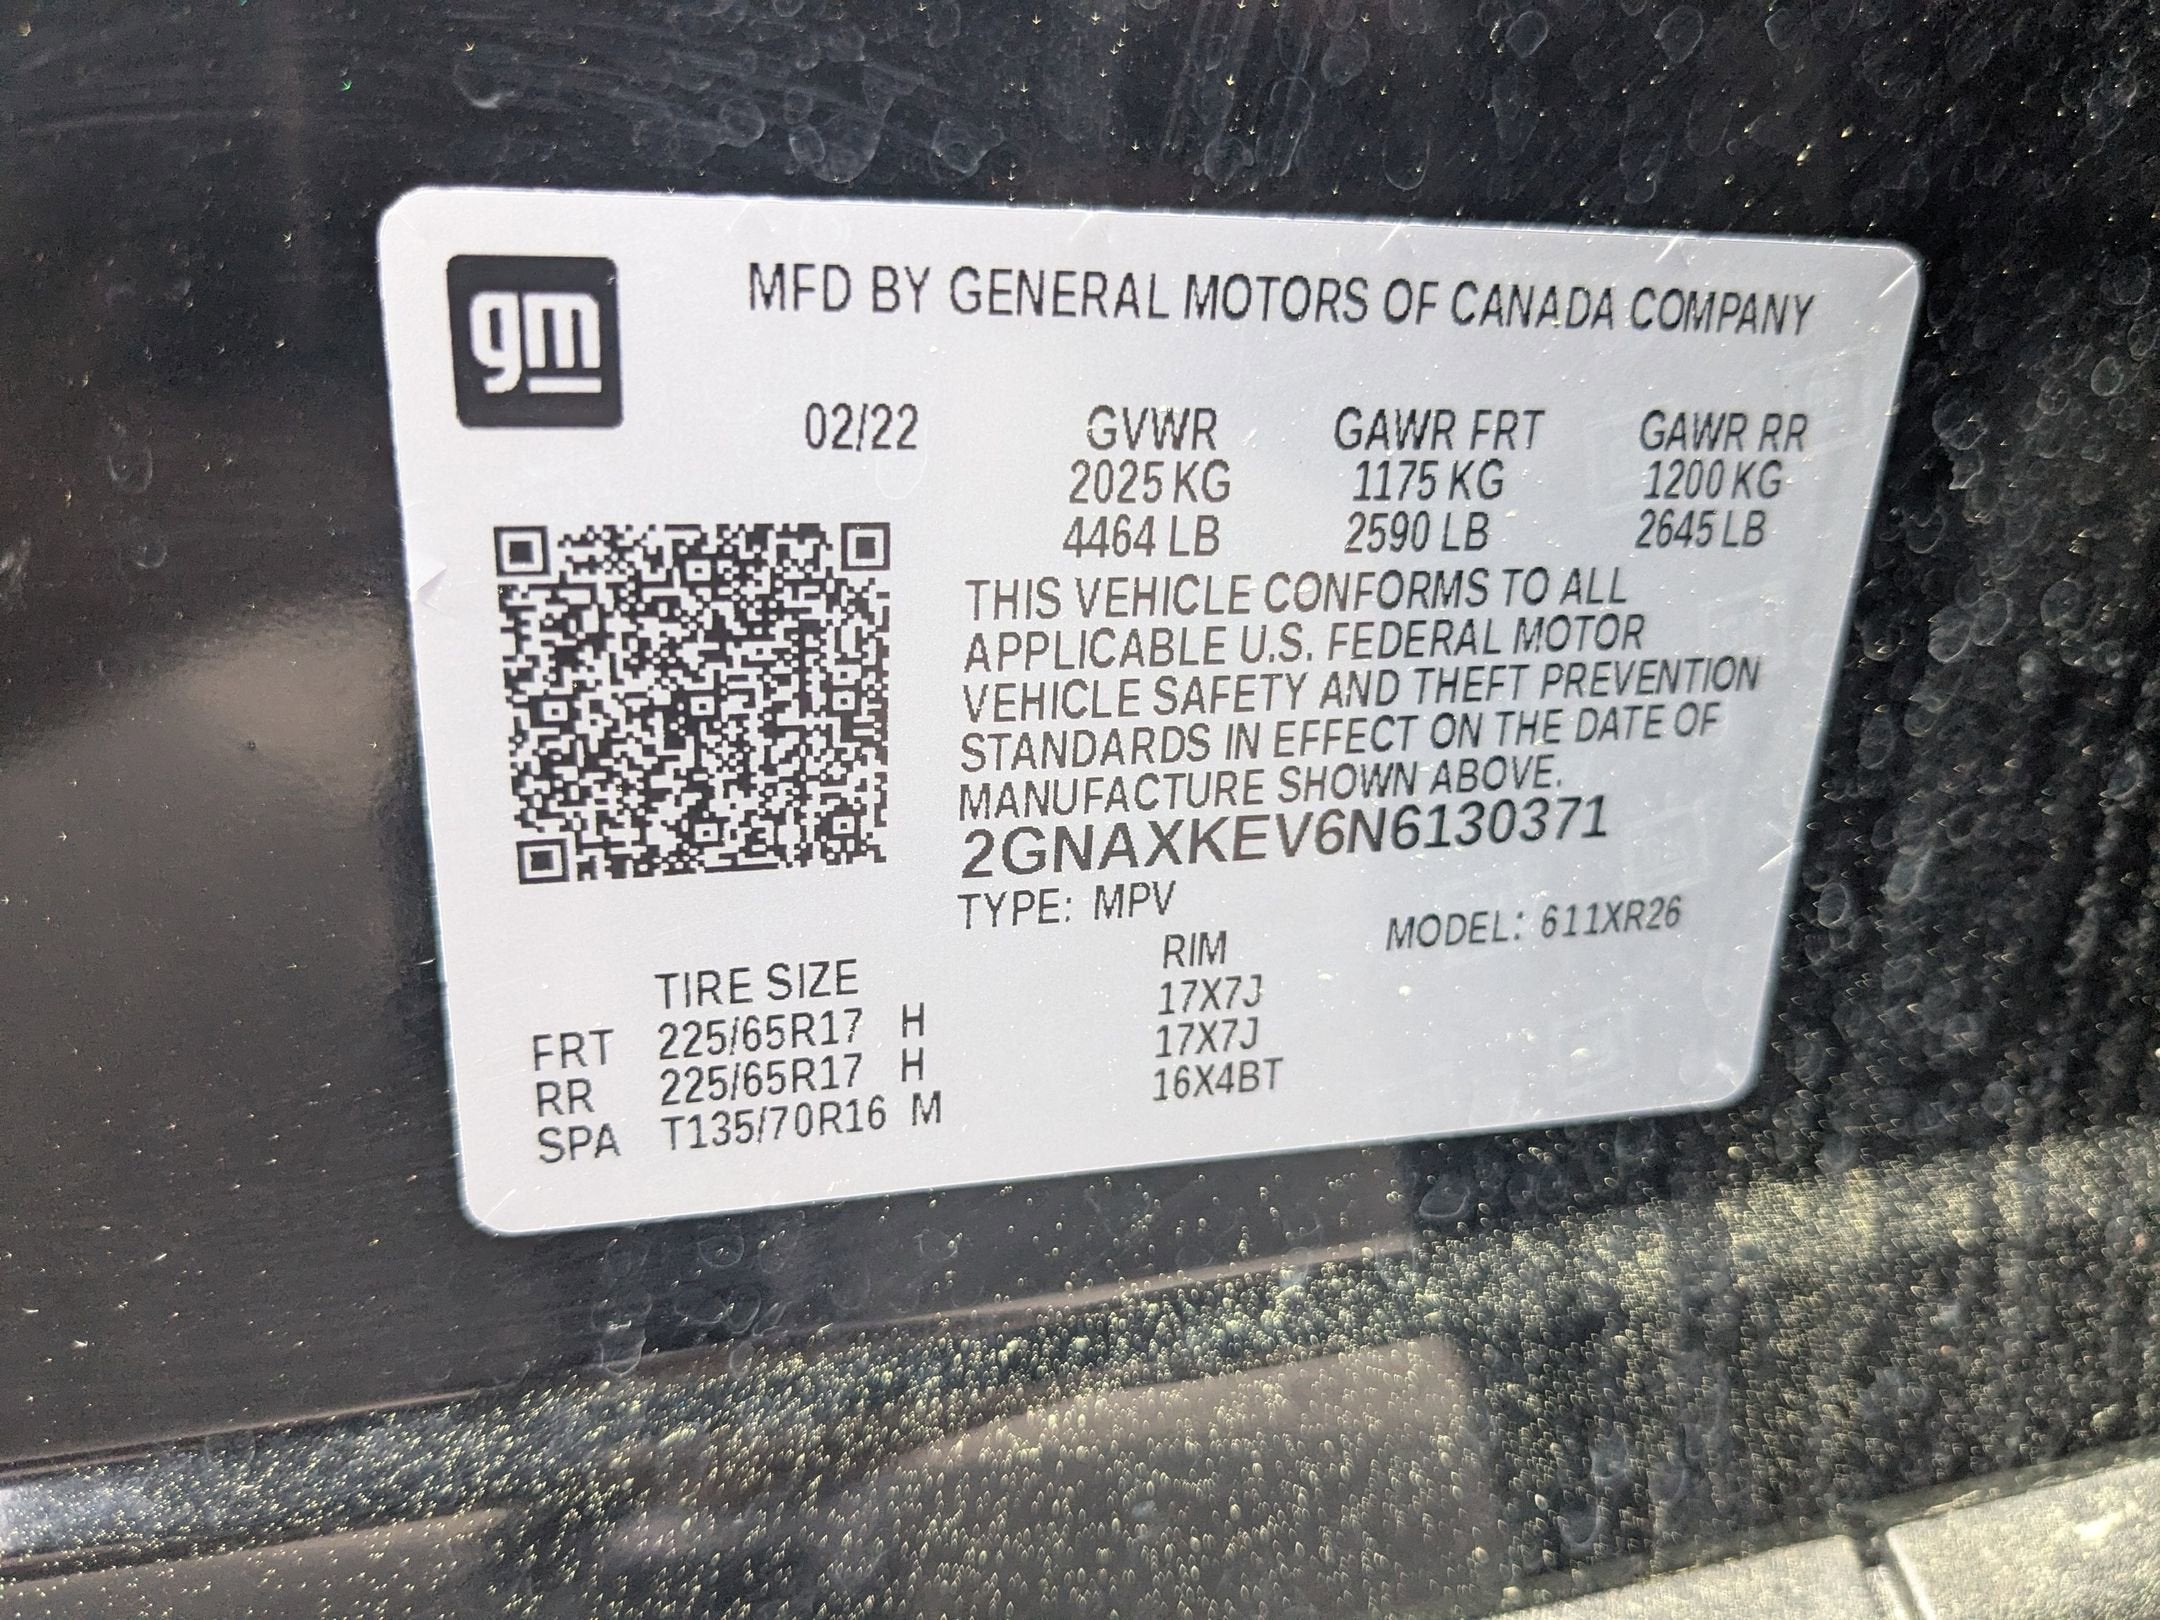 gm
MFD BY GENERAL MOTORS OF CANADA COMPANY
02/22 GVWR GAWR FRT GAWR RR
2025 KG 1175 KG 1200 KG
4464 LB 2590 LB 2645 LB
THIS VEHICLE CONFORMS TO ALL
APPLICABLE U.S. FEDERAL MOTOR
VEHICLE SAFETY AND THEFT PREVENTION
STANDARDS IN EFFECT ON THE DATE OF
MANUFACTURE SHOWN ABOVE.
2GNAXKEV6N6130371
TYPE: MPV MODEL: 611XR26
TIRE SIZE RIM
FRT 225/65R17 H 17X7J
RR 225/65R17 H 17X7J
SPA T135/70R16 M 16X4BT